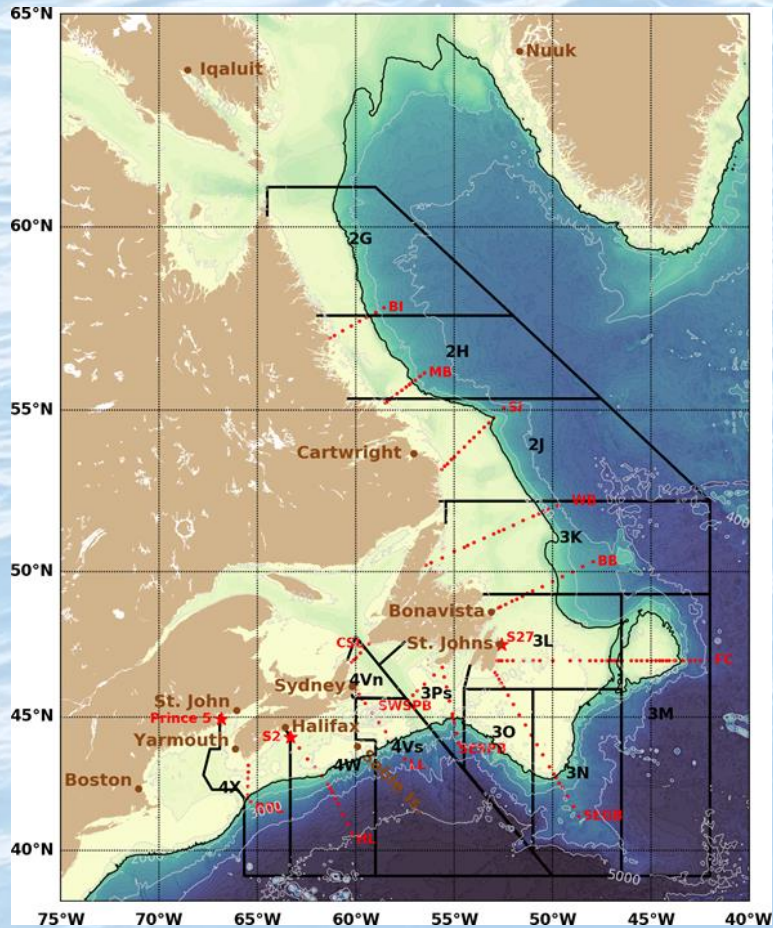 65°N
Nuuk
Iqaluit
60°N
2G
BI
2H
MB
55°N
SI
2J
Cartwright
WB
4000
3K
50°N
BB
Bonavista
S27
CSL
St. Johns
3L
FC
4Vn
Sydney
3Ps
St. John
SWSPB
3M
45°N
Prince 5
S2
Halifax
3O
Yarmouth
4Vs
SESPB
4W
LL
3N
Boston
4X
1000
SEGB
40°N
HL
5000
75°W 70°W 65°W 60°W 55°W 50°W 45°W 40°W